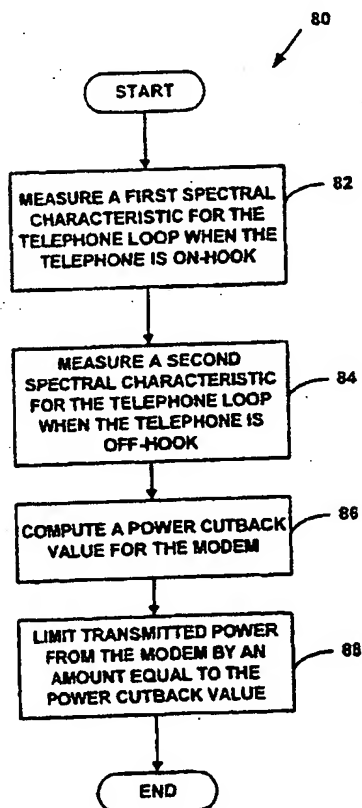 80
START
MEASURE A FIRST SPECTRAL
CHARACTERISTIC FOR THE
TELEPHONE LOOP WHEN THE
TELEPHONE IS ON-HOOK
82
MEASURE A SECOND
SPECTRAL CHARACTERISTIC
FOR THE TELEPHONE LOOP
WHEN THE TELEPHONE IS
OFF-HOOK
84
COMPUTE A POWER CUTBACK
VALUE FOR THE MODEM
86
LIMIT TRANSMITTED POWER
FROM THE MODEM BY AN
AMOUNT EQUAL TO THE
POWER CUTBACK VALUE
88
END